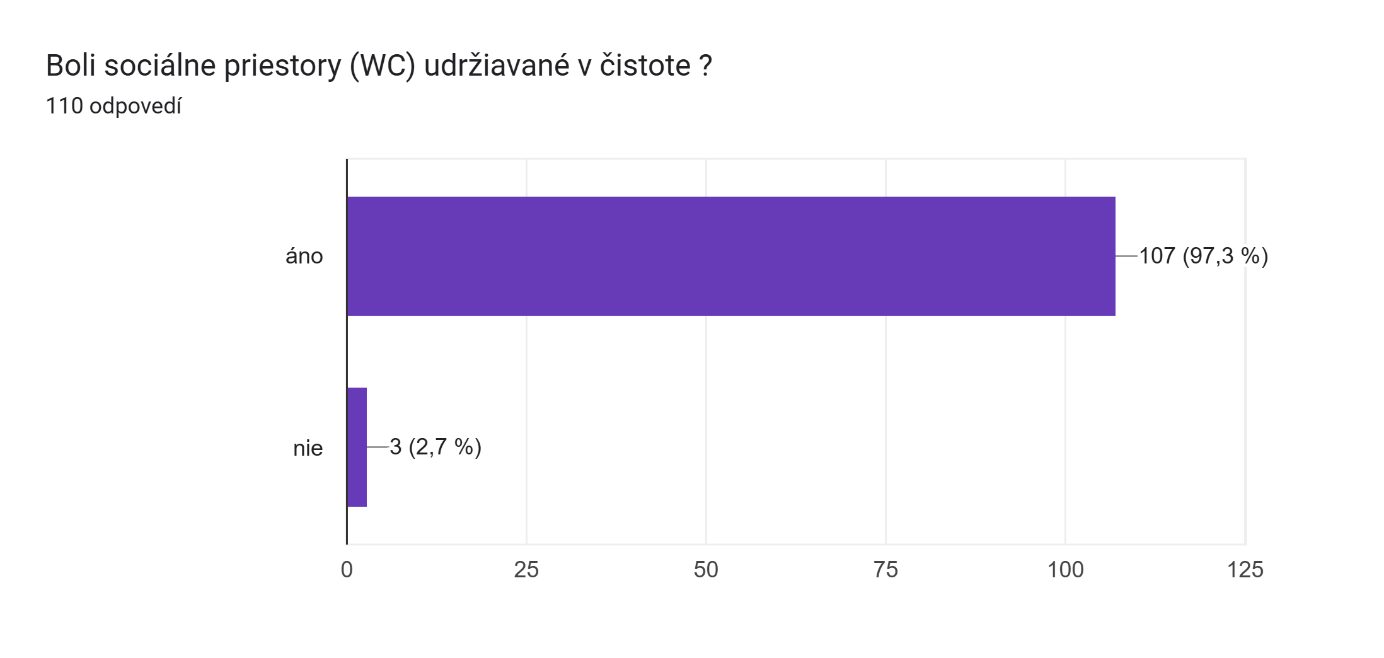 Boli sociálne priestory (WC) udržiavané v čistote ?
110 odpovedí
áno
107 (97,3 %)
nie
3 (2,7 %)
0 25 50 75 100 125